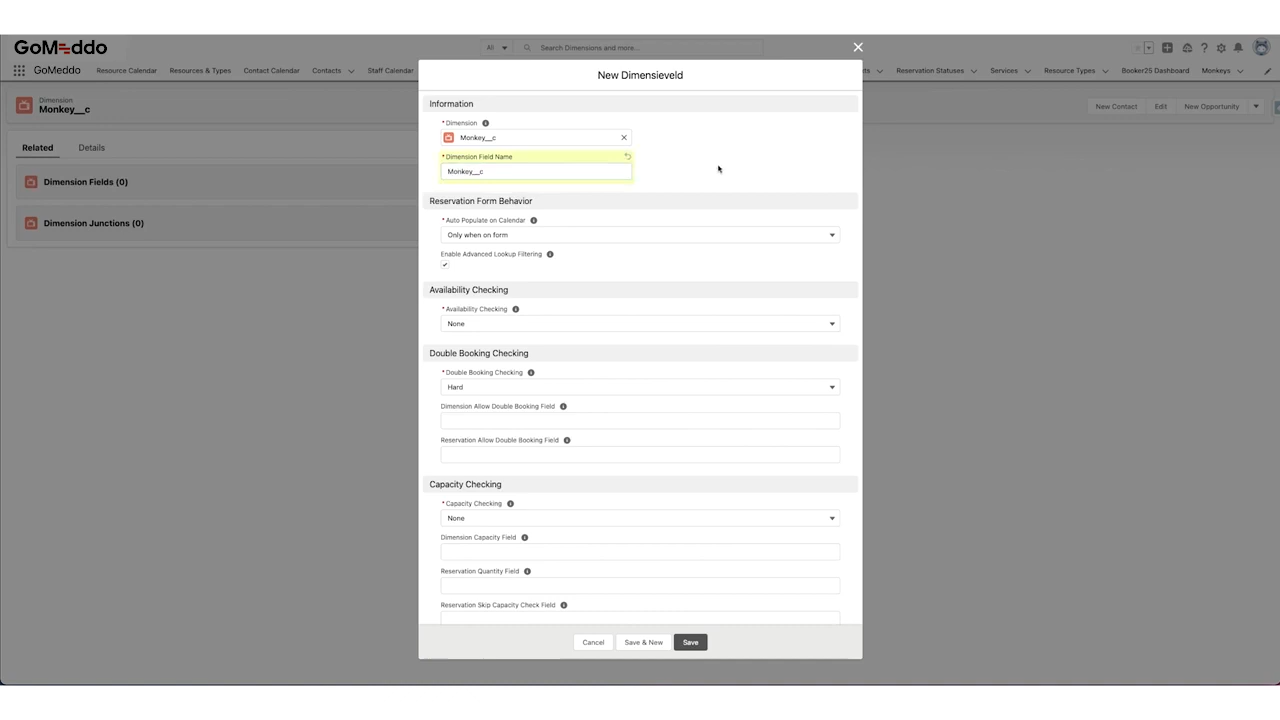 GoMeddo
All
Search Dimensions and more...
GoMeddo
Resource Calendar
Resources & Types
Contact Calendar
Contacts
Staff Calendar
Reservation Statuses
Services
Resource Types
Booker25 Dashboard
Monkeys
Dimension
Monkey__c
New Contact
Edit
New Opportunity
Related
Details
Dimension Fields (0)
Dimension Junctions (0)
New Dimensieveld
Information
* Dimension
Monkey__c
* Dimension Field Name
Monkey__c
Reservation Form Behavior
* Auto Populate on Calendar
Only when on form
Enable Advanced Lookup Filtering
Availability Checking
* Availability Checking
None
Double Booking Checking
* Double Booking Checking
Hard
Dimension Allow Double Booking Field
Reservation Allow Double Booking Field
Capacity Checking
* Capacity Checking
None
Dimension Capacity Field
Reservation Quantity Field
Reservation Skip Capacity Check Field
Cancel
Save & New
Save